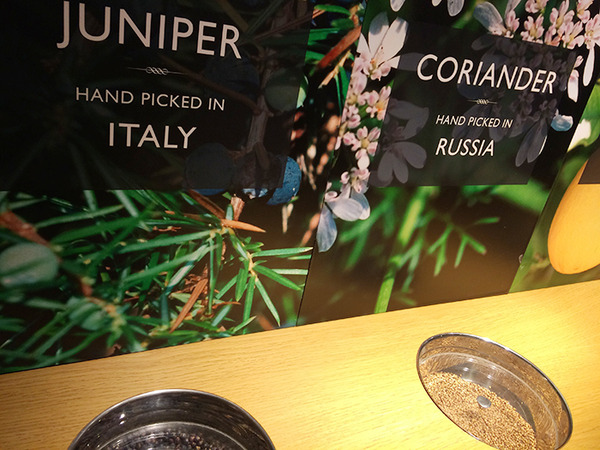 JUNIPER
HAND PICKED IN
ITALY
CORIANDER
HAND PICKED IN
RUSSIA